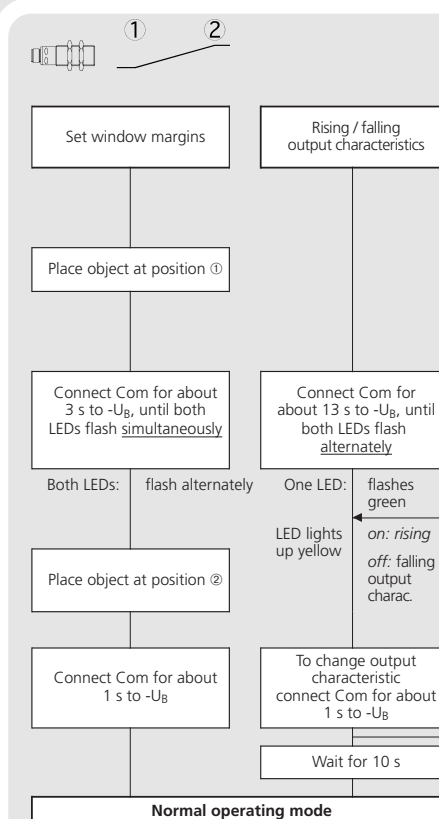 ① ②
Set window margins
Rising / falling
output characteristics
Place object at position ①
Connect Com for about
3 s to -UB, until both
LEDs flash simultaneously
Connect Com for
about 13 s to -UB, until
both LEDs flash
alternately
Both LEDs: flash alternately
One LED: flashes
green
LED lights
up yellow
on: rising
off: falling
output
charac.
Place object at position ②
Connect Com for about
1 s to -UB
To change output
characteristic
connect Com for about
1 s to -UB
Wait for 10 s
Normal operating mode